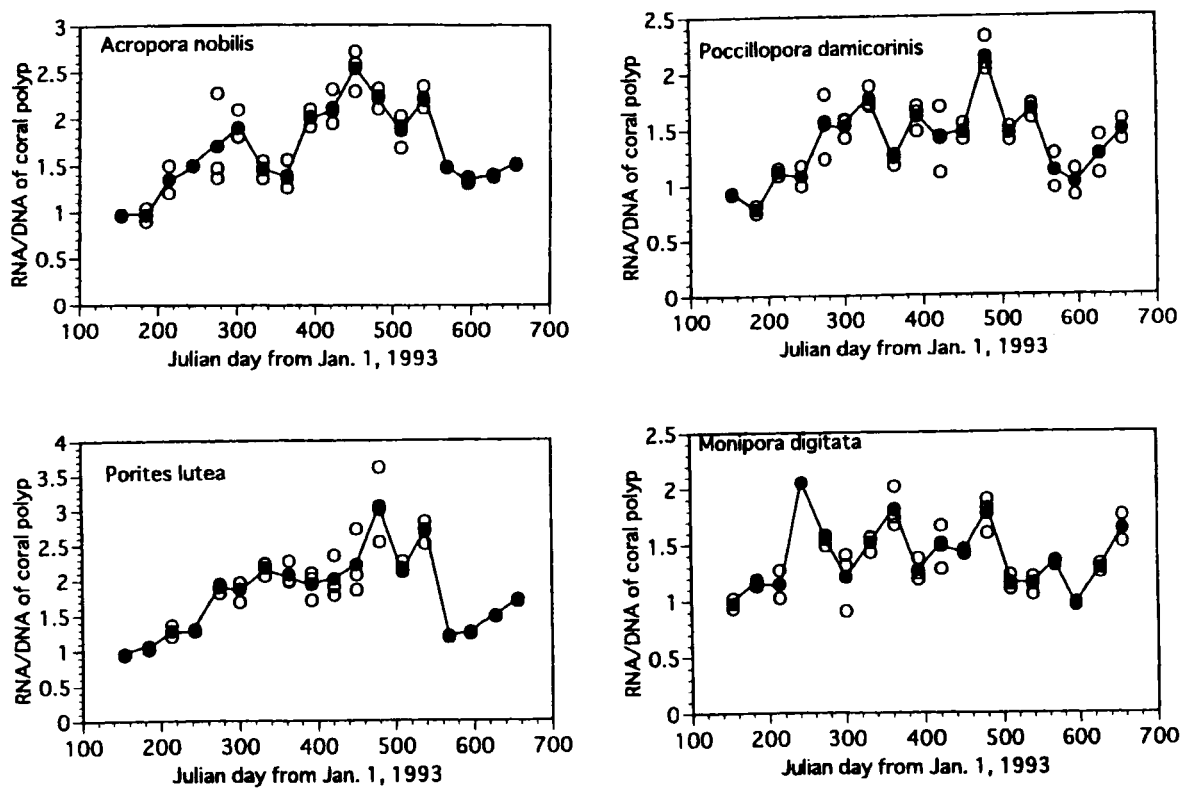 Acropora nobilis
RNA/DNA of coral polyp
3
2.5
2
1.5
1
0.5
0
100 200 300 400 500 600 700
Julian day from Jan. 1, 1993
Poccillopora damicorinis
RNA/DNA of coral polyp
2.5
2
1.5
1
0.5
0
100 200 300 400 500 600 700
Julian day from Jan. 1, 1993
Porites lutea
RNA/DNA of coral polyp
4
3.5
3
2.5
2
1.5
1
0.5
0
100 200 300 400 500 600 700
Julian day from Jan. 1, 1993
Monipora digitata
RNA/DNA of coral polyp
2.5
2
1.5
1
0.5
0
100 200 300 400 500 600 700
Julian day from Jan. 1, 1993